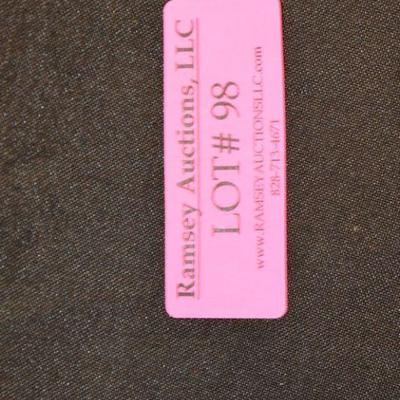 Ramsey Auctions, LLC
LOT# 98
www.RAMSEYAUCTIONSLLC.com
828-713-4671